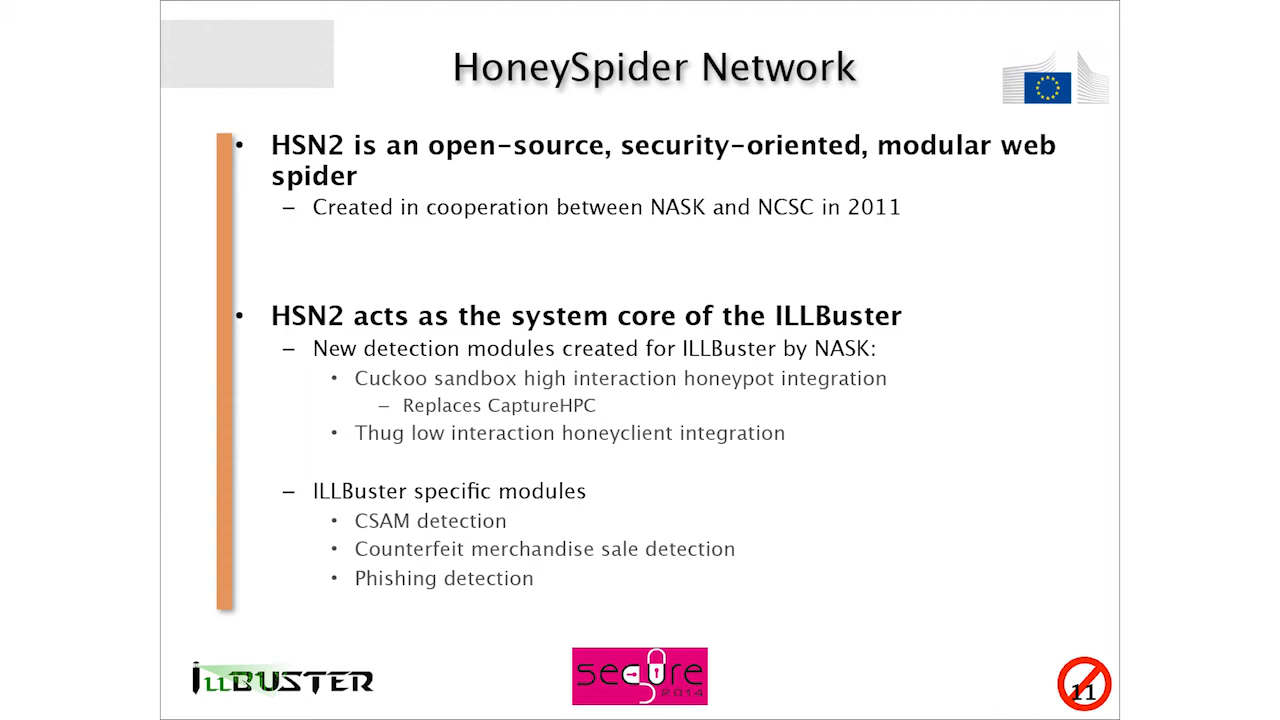 HoneySpider Network
• HSN2 is an open-source, security-oriented, modular web
spider
– Created in cooperation between NASK and NCSC in 2011
• HSN2 acts as the system core of the ILLBuster
– New detection modules created for ILLBuster by NASK:
• Cuckoo sandbox high interaction honeypot integration
– Replaces CaptureHPC
• Thug low interaction honeyclient integration
– ILLBuster specific modules
• CSAM detection
• Counterfeit merchandise sale detection
• Phishing detection
ILLBUSTER
secure
2014
11